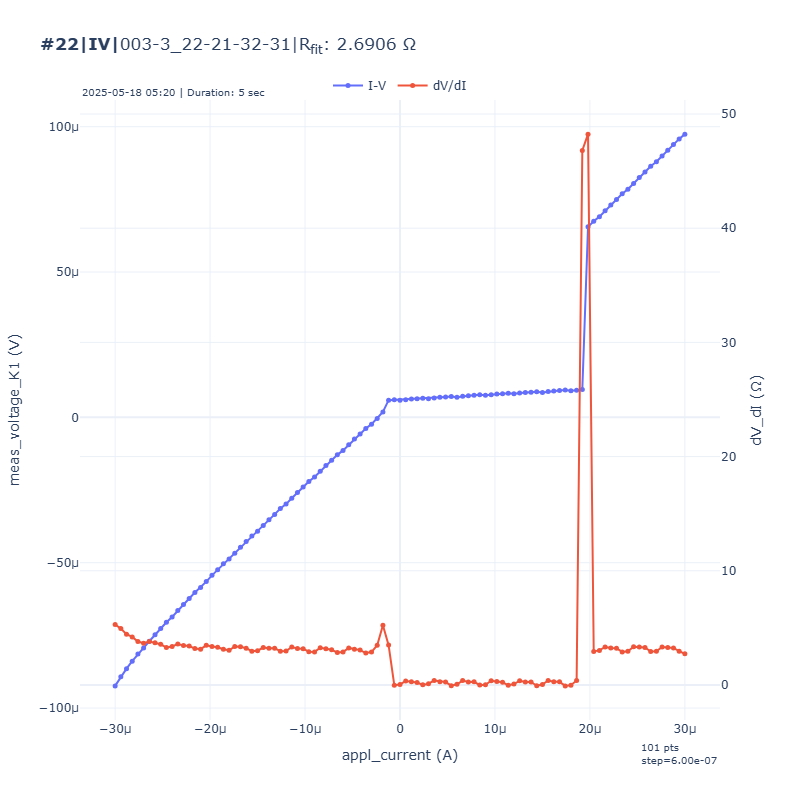 #22|IV|003-3_22-21-32-31|Rfit: 2.6906 Ω
2025-05-18 05:20 | Duration: 5 sec
I-V
dV/dI
100μ
50μ
0
−50μ
−100μ
meas_voltage_K1 (V)
50
40
30
20
10
0
dV_dI (Ω)
−30μ
−20μ
−10μ
0
10μ
20μ
30μ
appl_current (A)
101 pts
step=6.00e-07